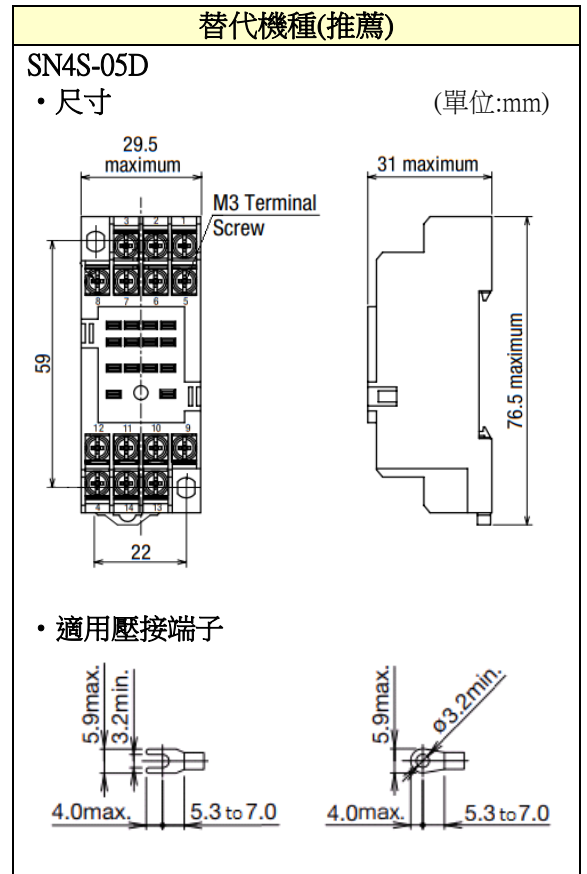 替代機種(推薦)
SN4S-05D
・尺寸 (單位:mm)
29.5
maximum
31 maximum
M3 Terminal
Screw
3 2 1
8 7 6 5
59
76.5 maximum
12 11 10 9
4 14 13
22
・適用壓接端子
5.9max.
3.2min.
4.0max.
5.3 to 7.0
5.9max.
ø3.2min.
4.0max.
5.3 to 7.0